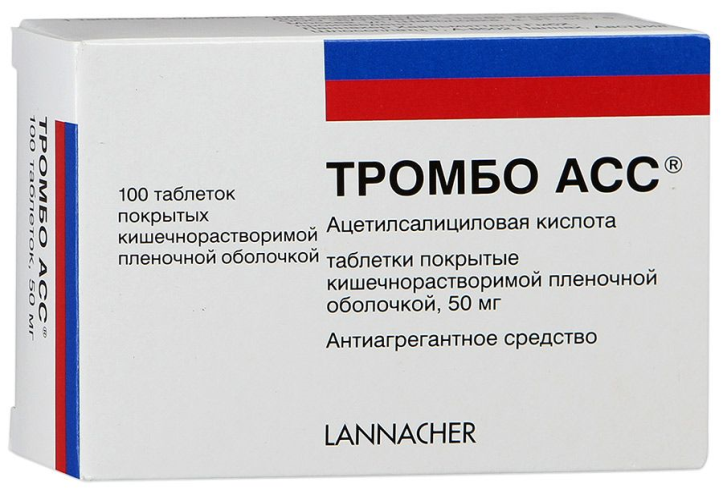 ТРОМБО АСС®
100 таблеток, 50 мг
100 таблеток
покрытых
кишечнорастворимой
пленочной оболочкой
ТРОМБО АСС®
Ацетилсалициловая кислота
таблетки покрытые
кишечнорастворимой пленочной
оболочкой, 50 мг
Антиагрегантное средство
LANNACHER